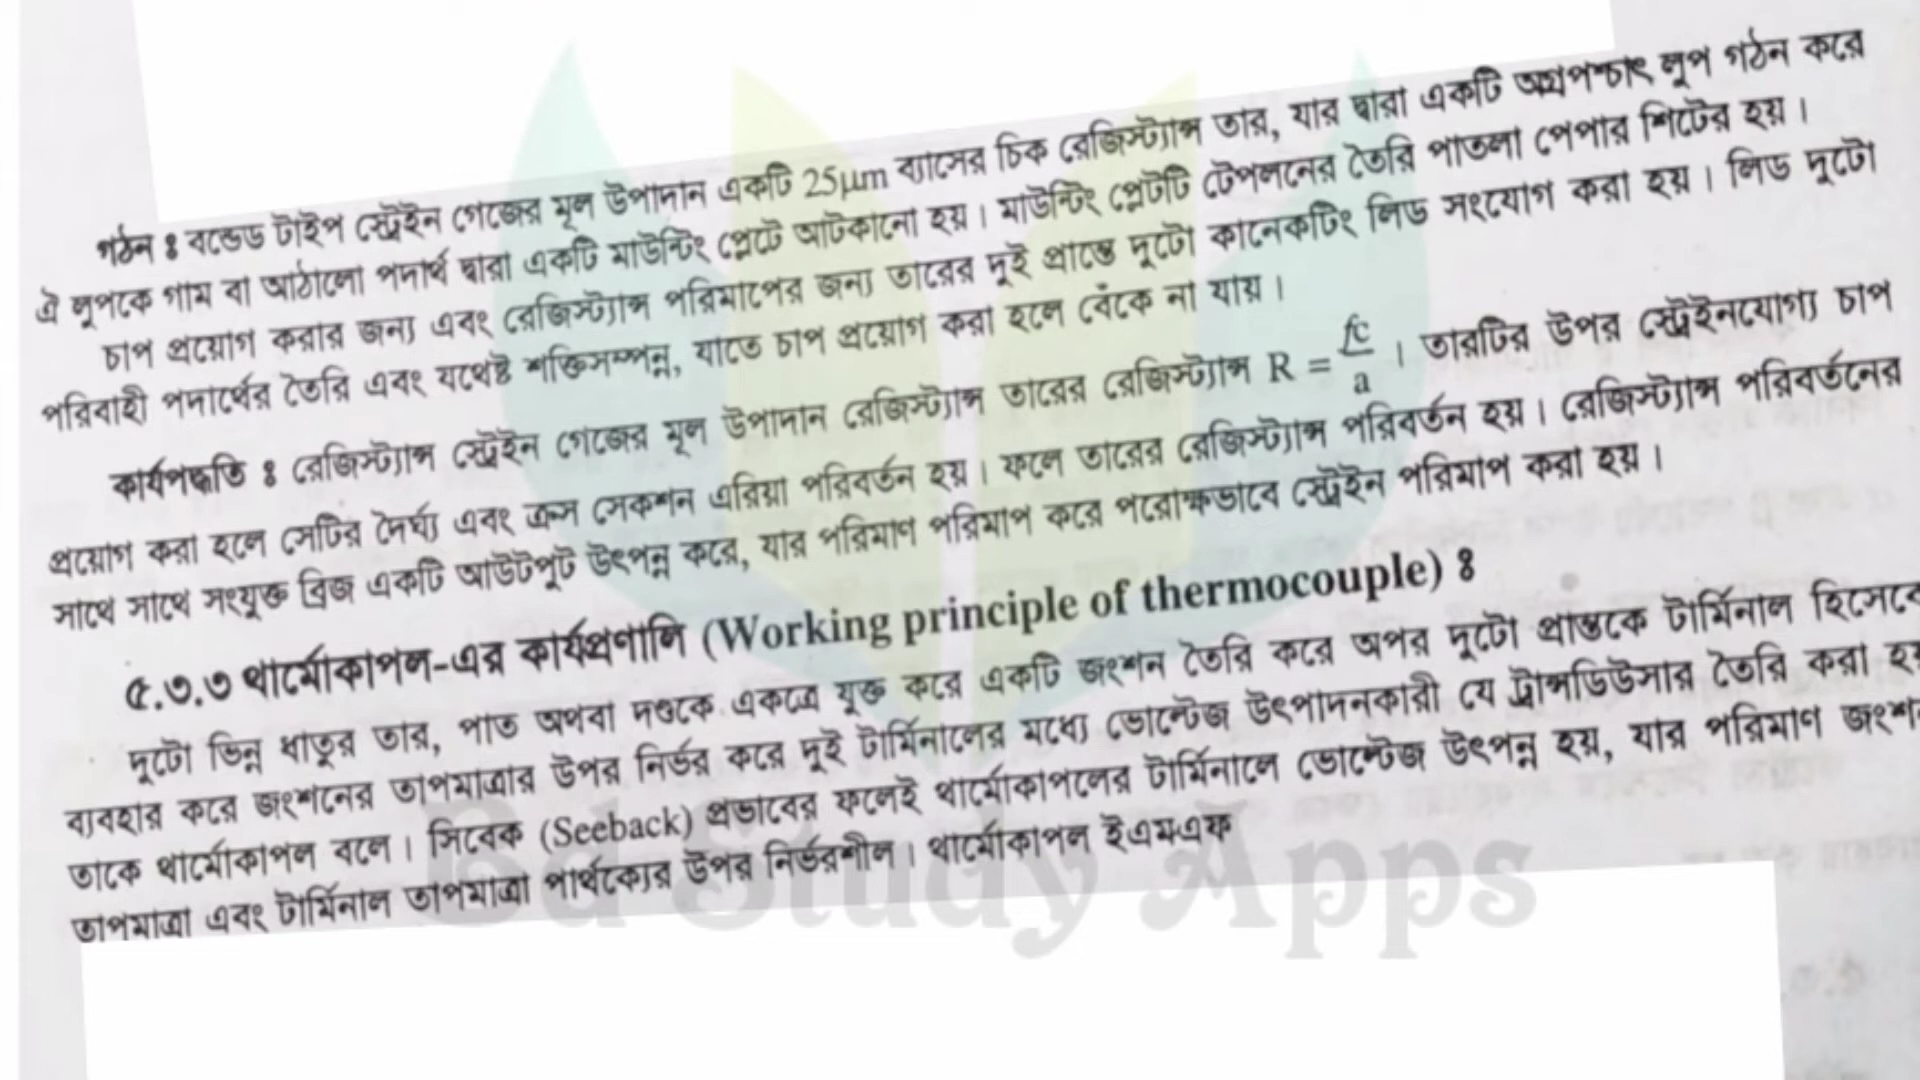 গঠন ঃ বন্ডেড টাইপ স্ট্রেইন গেজের মূল উপাদান একটি 25μm ব্যাসের চিক রেজিস্ট্যান্স তার, যার দ্বারা একটি অগ্রপশ্চাৎ লুপ গঠন করে
ঐ লুপকে গাম বা আঠালো পদার্থ দ্বারা একটি মাউন্টিং প্লেটে আটকানো হয়। মাউন্টিং প্লেটটি টেপলনের তৈরি পাতলা পেপার শিটের হয়।
চাপ প্রয়োগ করার জন্য এবং রেজিস্ট্যান্স পরিমাপের জন্য তারের দুই প্রান্তে দুটো কানেকটিং লিড সংযোগ করা হয়। লিড দুটো
পরিবাহী পদার্থের তৈরি এবং যথেষ্ট শক্তিসম্পন্ন, যাতে চাপ প্রয়োগ করা হলে বেঁকে না যায়।
কার্যপদ্ধতি ঃ রেজিস্ট্যান্স স্ট্রেইন গেজের মূল উপাদান রেজিস্ট্যান্স তারের রেজিস্ট্যান্স R = fc/a । তারটির উপর স্ট্রেইনযোগ্য চাপ
প্রয়োগ করা হলে সেটির দৈর্ঘ্য এবং ক্রস সেকশন এরিয়া পরিবর্তন হয়। ফলে তারের রেজিস্ট্যান্স পরিবর্তন হয়। রেজিস্ট্যান্স পরিবর্তনের
সাথে সাথে সংযুক্ত ব্রিজ একটি আউটপুট উৎপন্ন করে, যার পরিমাণ পরিমাপ করে পরোক্ষভাবে স্ট্রেইন পরিমাপ করা হয়।
৫.৩.৩ থার্মোকাপল-এর কার্যপ্রণালি (Working principle of thermocouple) ঃ
দুটো ভিন্ন ধাতুর তার, পাত অথবা দণ্ডকে একত্রে যুক্ত করে একটি জংশন তৈরি করে অপর দুটো প্রান্তকে টার্মিনাল হিসেবে
ব্যবহার করে জংশনের তাপমাত্রার উপর নির্ভর করে দুই টার্মিনালের মধ্যে ভোল্টেজ উৎপাদনকারী যে ট্রান্সডিউসার তৈরি করা হয়
তাকে থার্মোকাপল বলে। সিবেক (Seeback) প্রভাবের ফলেই থার্মোকাপলের টার্মিনালে ভোল্টেজ উৎপন্ন হয়, যার পরিমাণ জংশন
তাপমাত্রা এবং টার্মিনাল তাপমাত্রা পার্থক্যের উপর নির্ভরশীল। থার্মোকাপল ইএমএফ
Bd Study Apps